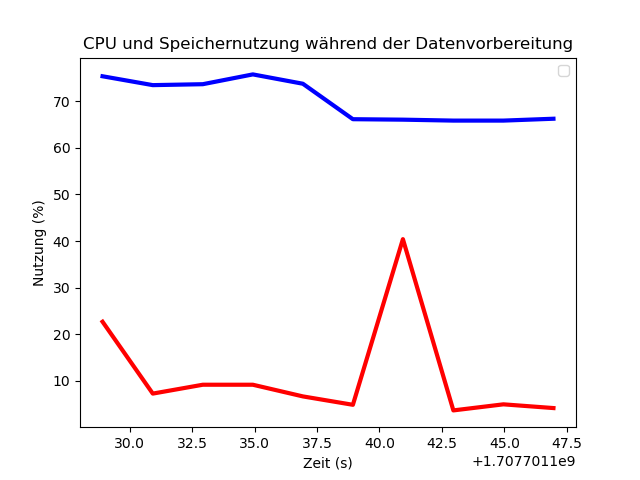 CPU und Speichernutzung während der Datenvorbereitung
70
60
50
40
30
20
10
Nutzung (%)
30.0 32.5 35.0 37.5 40.0 42.5 45.0 47.5
Zeit (s)
+1.7077011e9